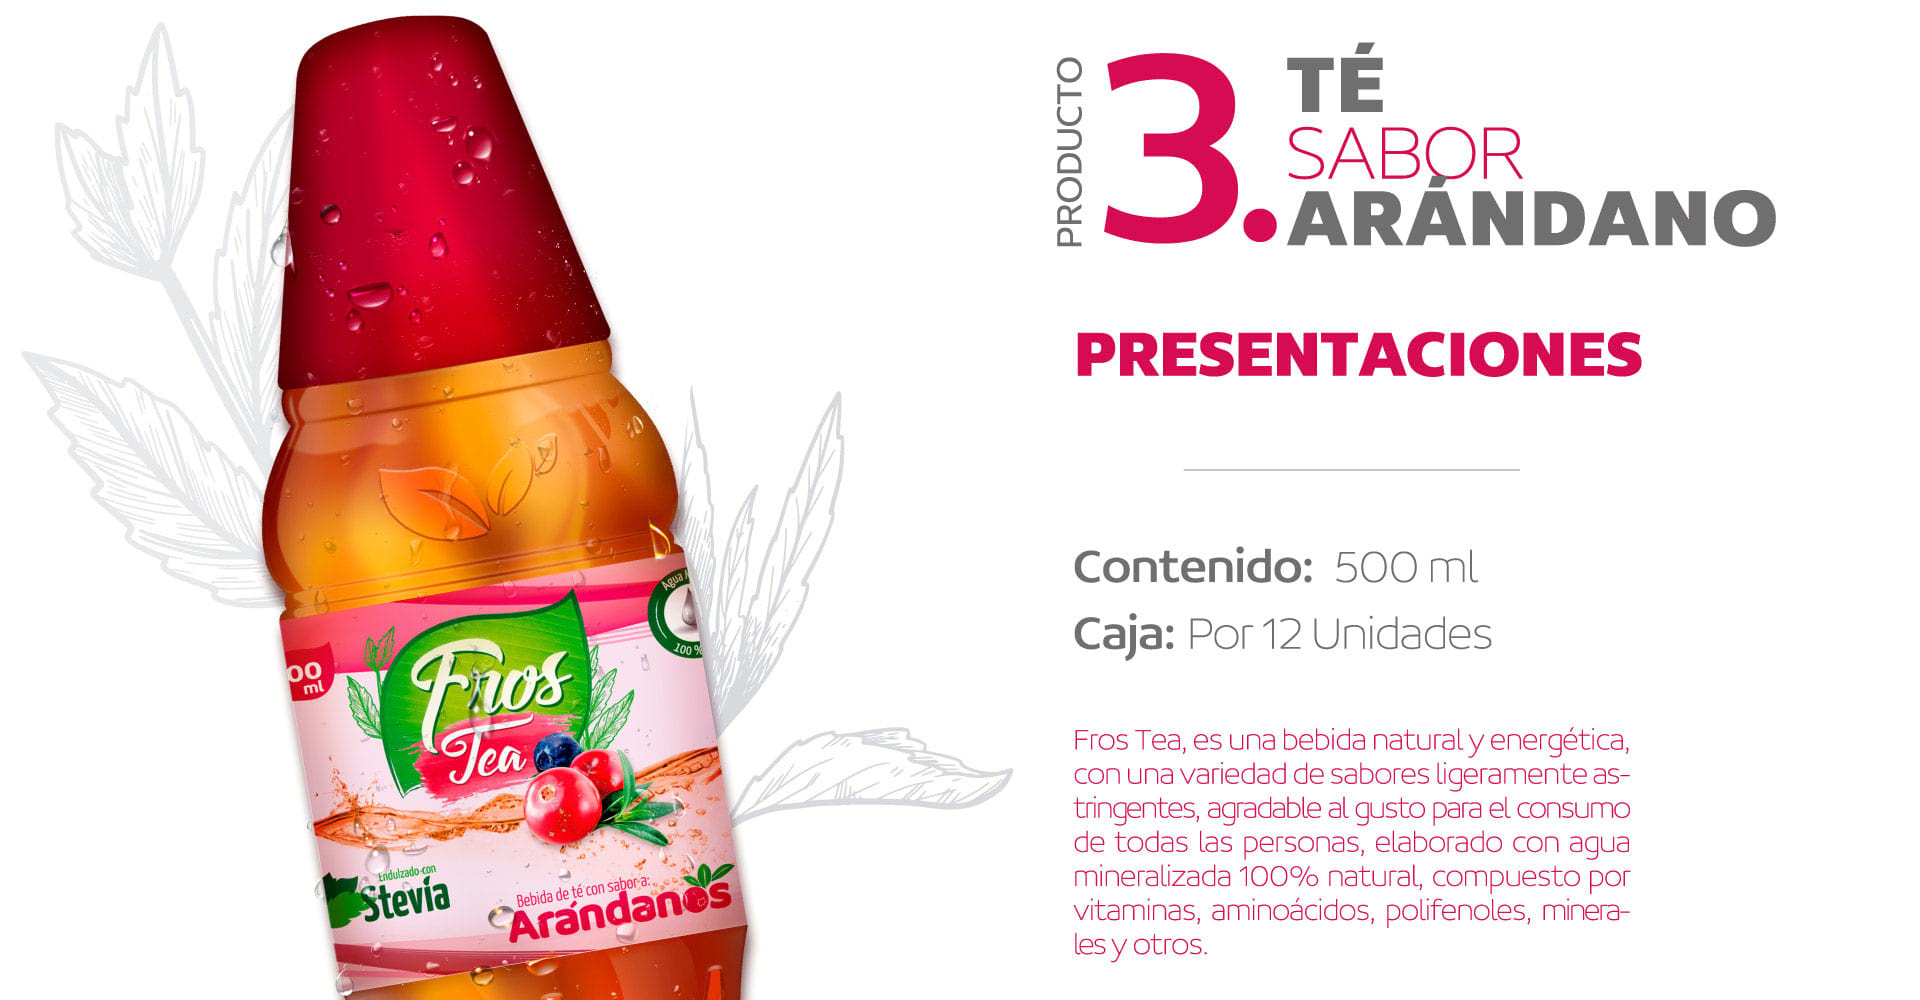 PRODUCTO
3.
TÉ
SABOR
ARÁNDANO
PRESENTACIONES
Contenido: 500 ml
Caja: Por 12 Unidades
Fros Tea, es una bebida natural y energética,
con una variedad de sabores ligeramente as-
tringentes, agradable al gusto para el consumo
de todas las personas, elaborado con agua
mineralizada 100% natural, compuesto por
vitaminas, aminoácidos, polifenoles, minera-
les y otros.
Agua
100 %
00
ml
Fros
Tea
Endulzado con
Stevía
Bebida de té con sabor a:
Arándanos